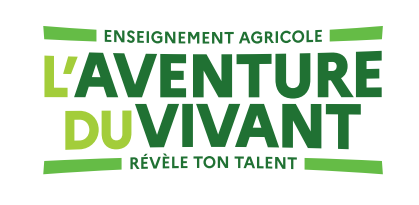 ENSEIGNEMENT AGRICOLE
L'AVENTURE
DU VIVANT
RÉVÈLE TON TALENT